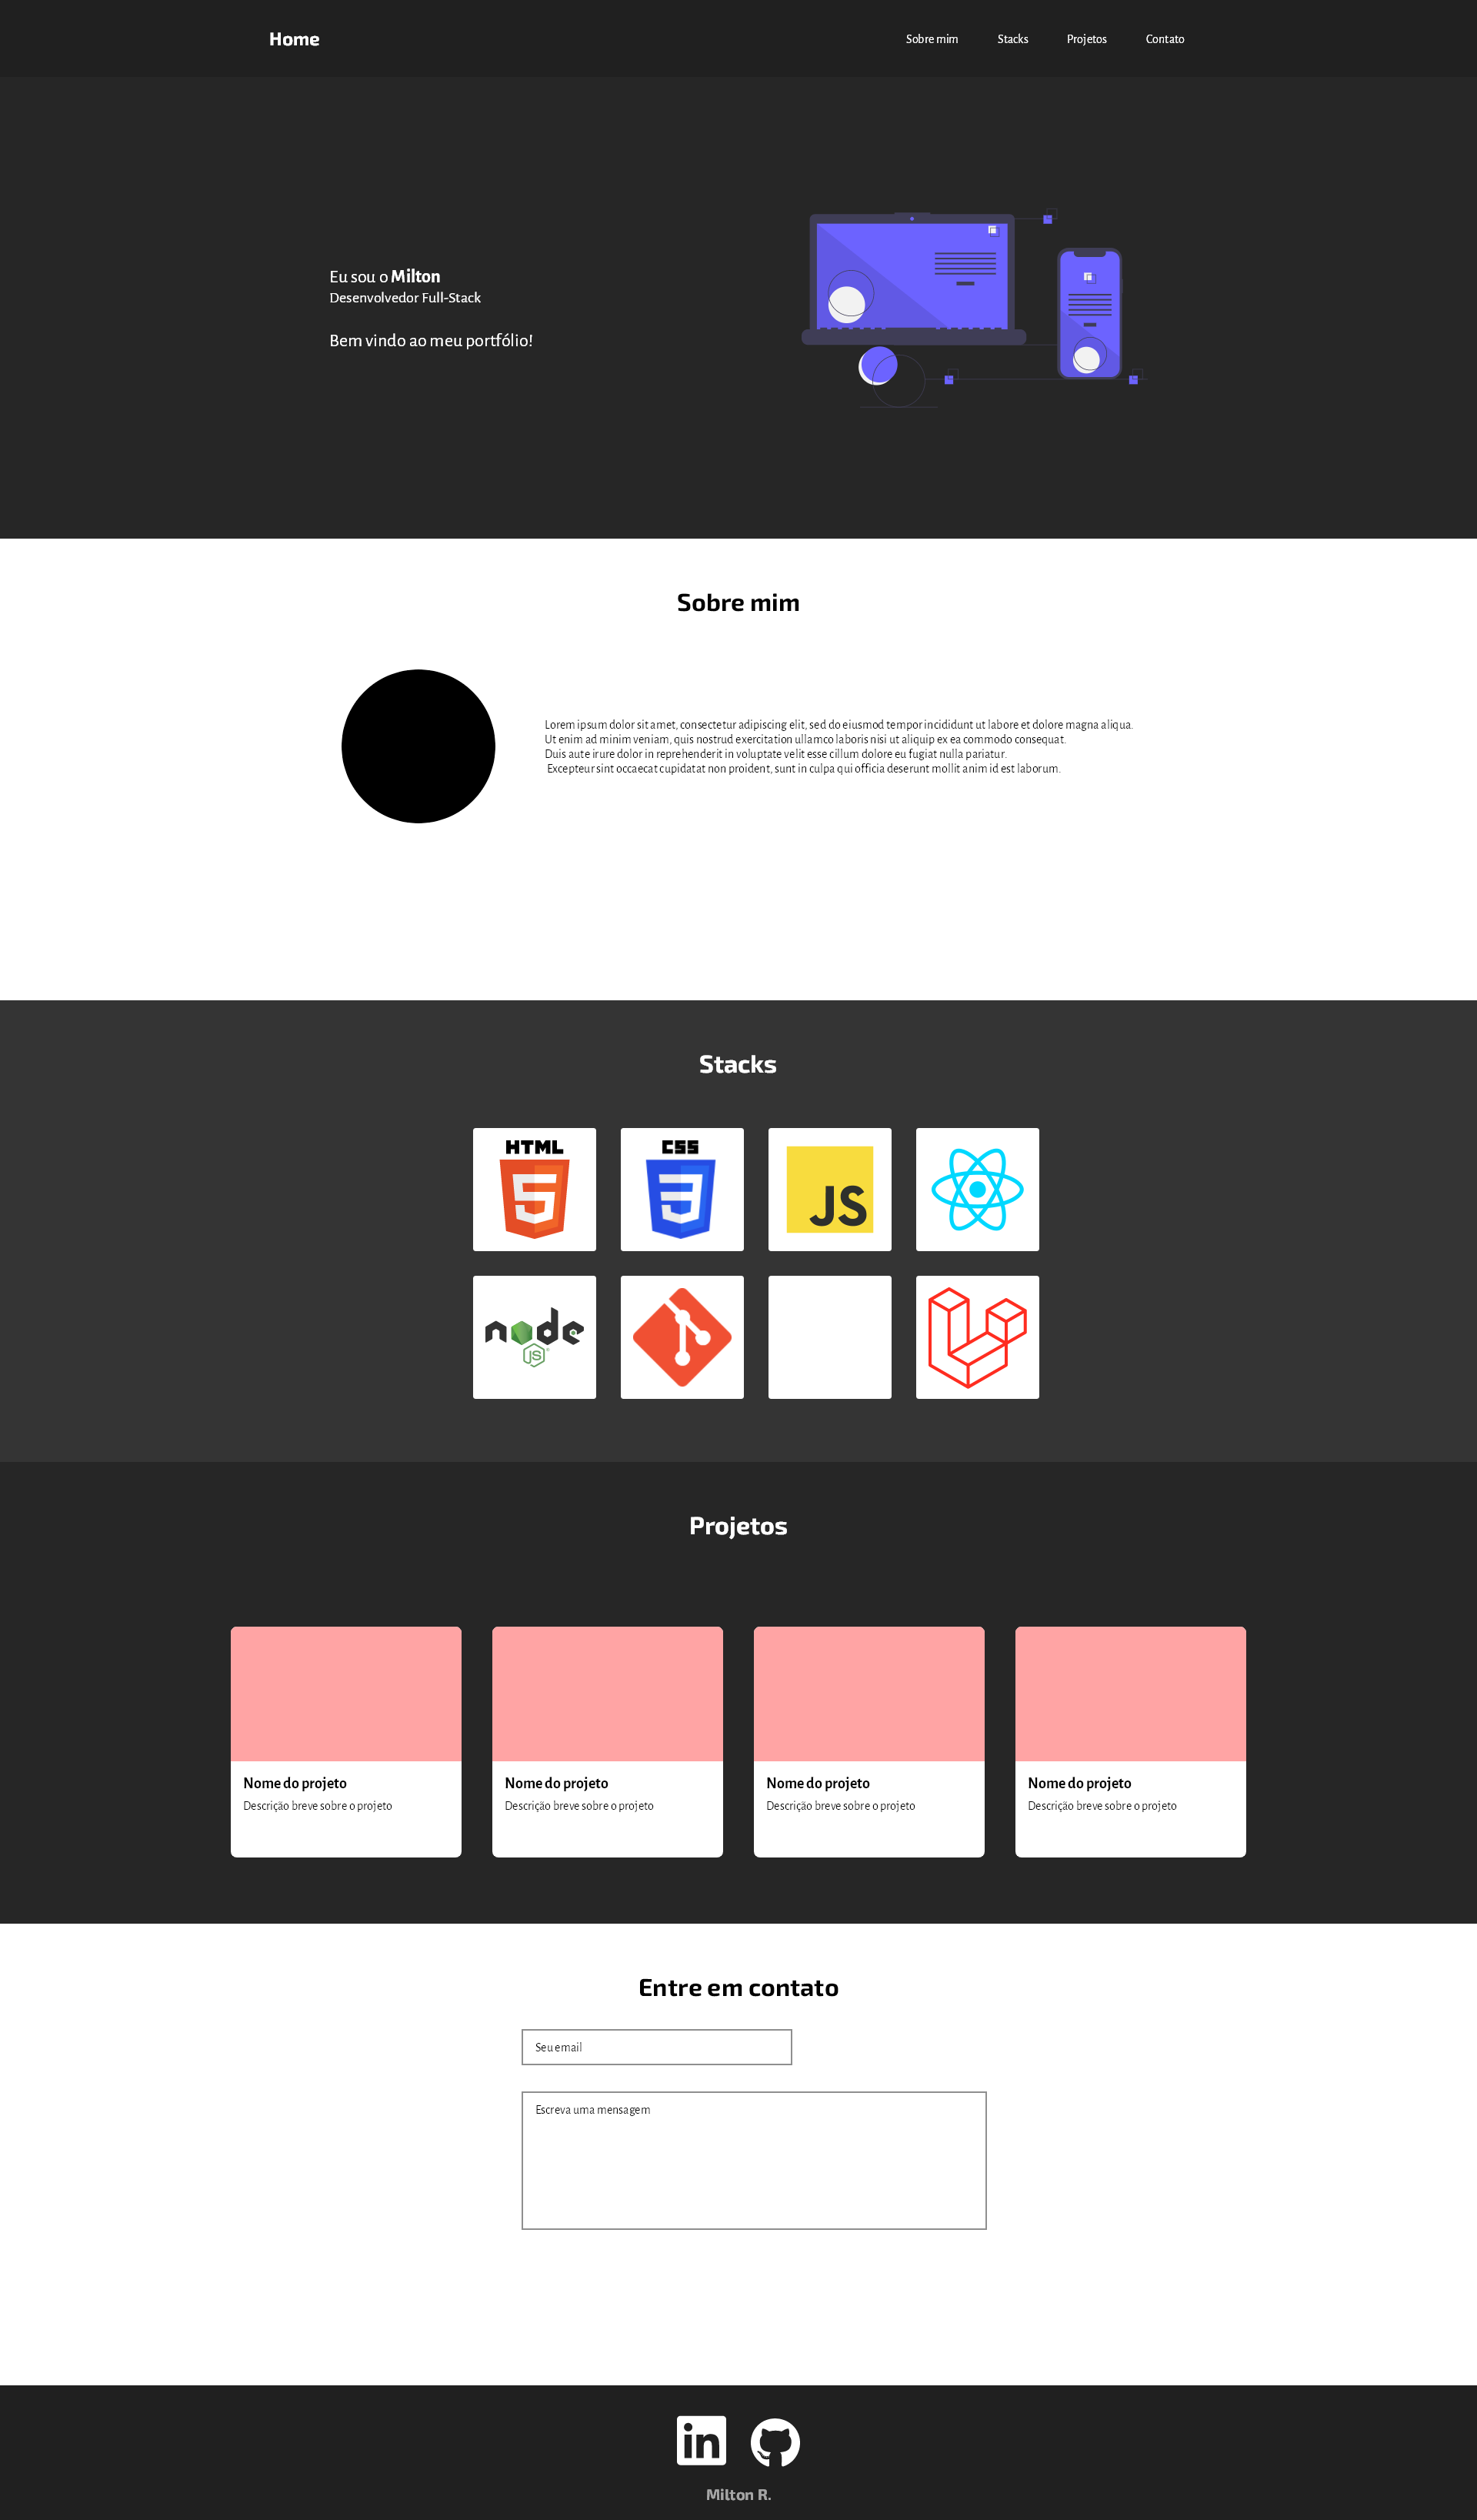 Home
Sobre mim
Stacks
Projetos
Contato
Eu sou o Milton
Desenvolvedor Full-Stack
Bem vindo ao meu portfólio!
Sobre mim
Lorem ipsum dolor sit amet, consectetur adipiscing elit, sed do eiusmod tempor incididunt ut labore et dolore magna aliqua.
Ut enim ad minim veniam, quis nostrud exercitation ullamco laboris nisi ut aliquip ex ea commodo consequat.
Duis aute irure dolor in reprehenderit in voluptate velit esse cillum dolore eu fugiat nulla pariatur.
Excepteur sint occaecat cupidatat non proident, sunt in culpa qui officia deserunt mollit anim id est laborum.
Stacks
HTML
5
CSS
3
JS
node
JS
Projetos
Nome do projeto
Descrição breve sobre o projeto
Nome do projeto
Descrição breve sobre o projeto
Nome do projeto
Descrição breve sobre o projeto
Nome do projeto
Descrição breve sobre o projeto
Entre em contato
Seu email
Escreva uma mensagem
in
Milton R.